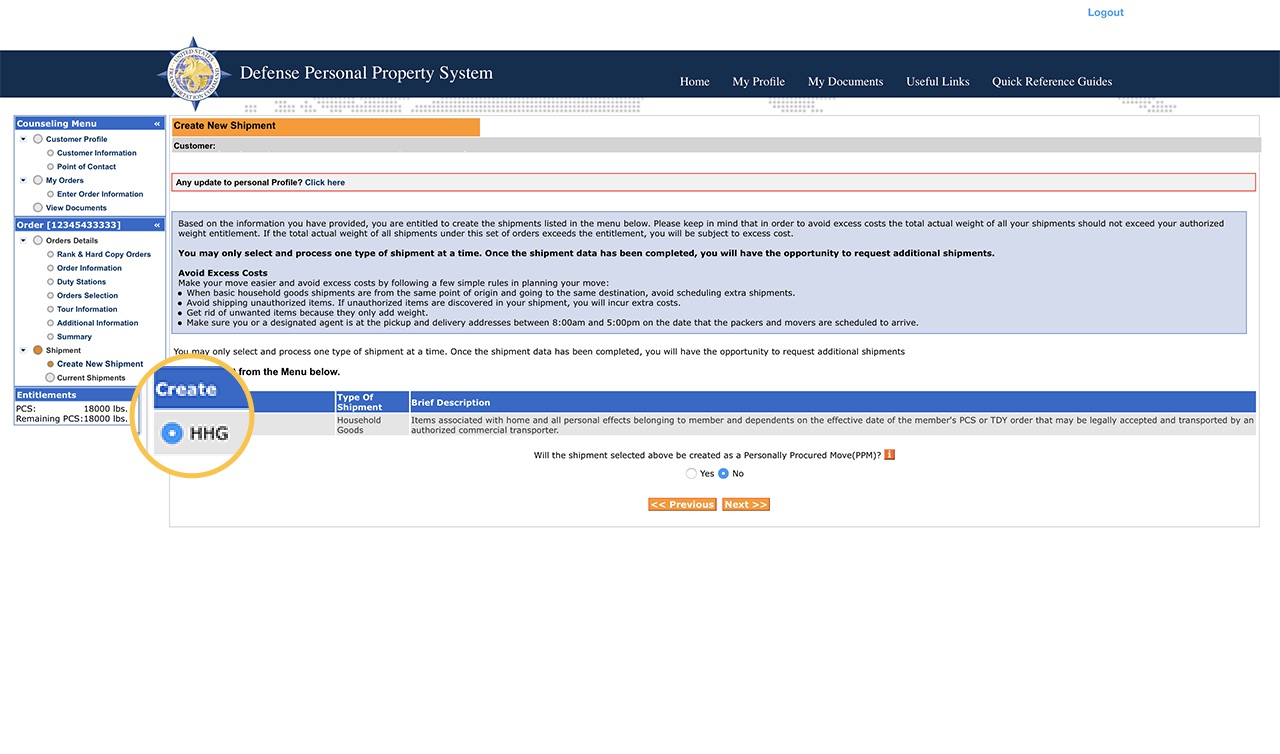 Logout
UNITED STATES
TRANSPORTATION COMMAND
Defense Personal Property System
Home My Profile My Documents Useful Links Quick Reference Guides
Counseling Menu «
Customer Profile
Customer Information
Point of Contact
My Orders
Enter Order Information
View Documents
Order [12345433333] «
Orders Details
Rank & Hard Copy Orders
Order Information
Duty Stations
Orders Selection
Tour Information
Additional Information
Summary
Shipment
Create New Shipment
Current Shipments
Entitlements
PCS: 18000 lbs.
Remaining PCS:18000 lbs.
Create New Shipment
Customer:
Any update to personal Profile? Click here
Based on the information you have provided, you are entitled to create the shipments listed in the menu below. Please keep in mind that in order to avoid excess costs the total actual weight of all your shipments should not exceed your authorized
weight entitlement. If the total actual weight of all shipments under this set of orders exceeds the entitlement, you will be subject to excess cost.
You may only select and process one type of shipment at a time. Once the shipment data has been completed, you will have the opportunity to request additional shipments.
Avoid Excess Costs
Make your move easier and avoid excess costs by following a few simple rules in planning your move:
• When basic household goods shipments are from the same point of origin and going to the same destination, avoid scheduling extra shipments.
• Avoid shipping unauthorized items. If unauthorized items are discovered in your shipment, you will incur extra costs.
• Get rid of unwanted items because they only add weight.
• Make sure you or a designated agent is at the pickup and delivery addresses between 8:00am and 5:00pm on the date that the packers and movers are scheduled to arrive.
You may only select and process one type of shipment at a time. Once the shipment data has been completed, you will have the opportunity to request additional shipments
from the Menu below.
Create
HHG
Type Of
Shipment
Brief Description
Household
Goods
Items associated with home and all personal effects belonging to member and dependents on the effective date of the member's PCS or TDY order that may be legally accepted and transported by an
authorized commercial transporter.
Will the shipment selected above be created as a Personally Procured Move(PPM)? i
Yes No
<< Previous Next >>